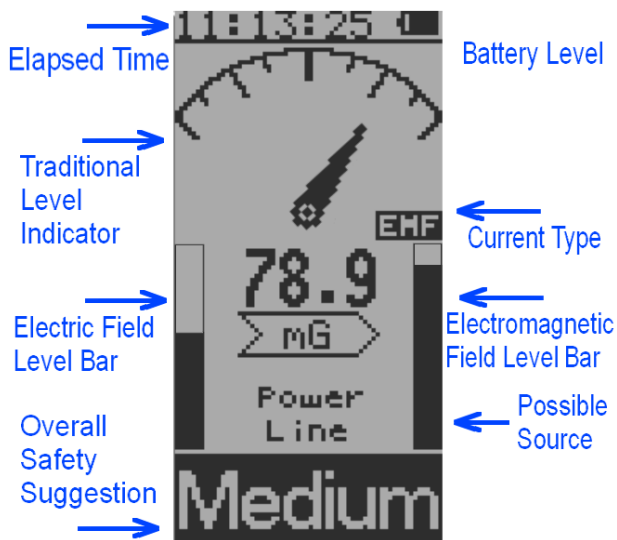 11:13:25
Elapsed Time
Battery Level
Traditional
Level
Indicator
EMF
Current Type
78.9
mG
Electric Field
Level Bar
Electromagnetic
Field Level Bar
Power
Line
Possible
Source
Overall
Safety
Suggestion
Medium